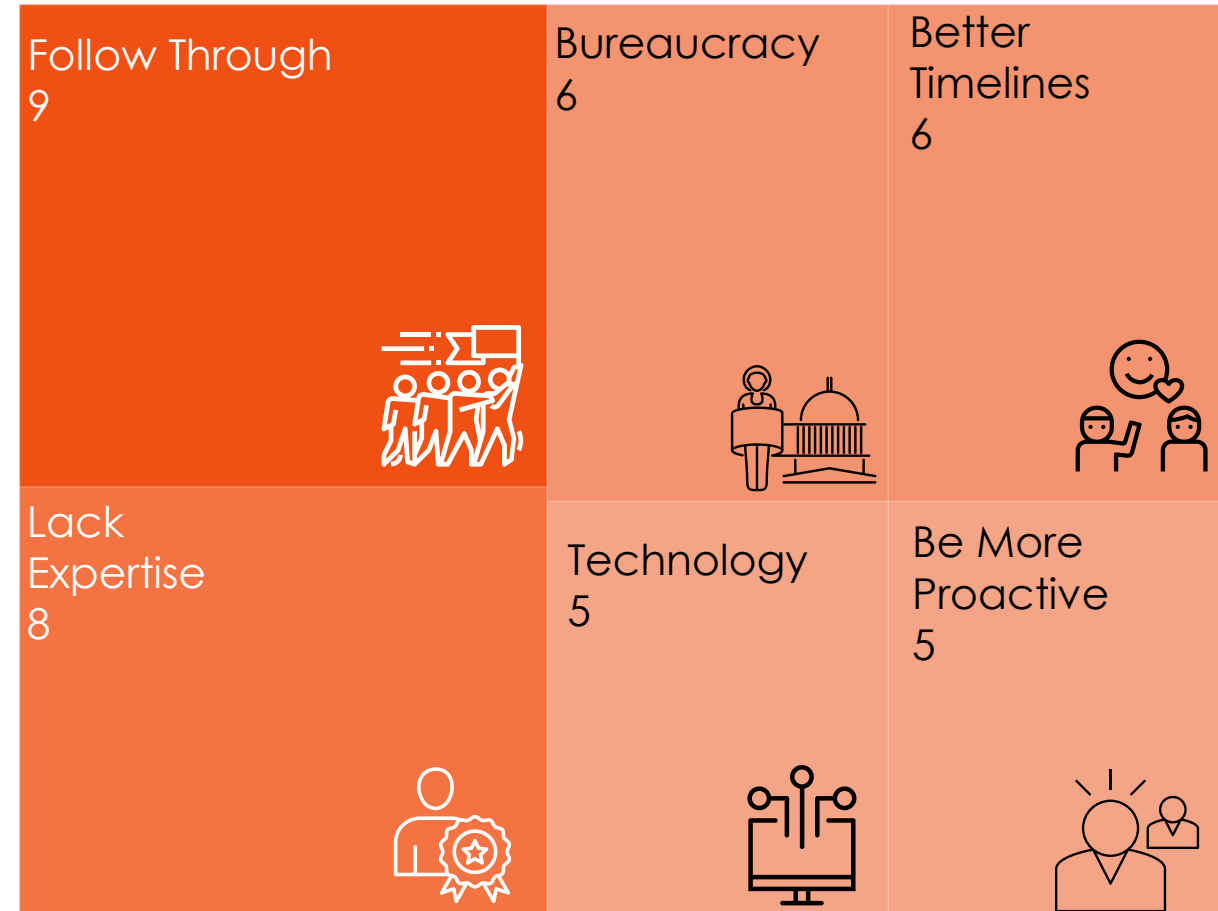 Follow Through
9
Bureaucracy
6
Better
Timelines
6
Lack
Expertise
8
Technology
5
Be More
Proactive
5